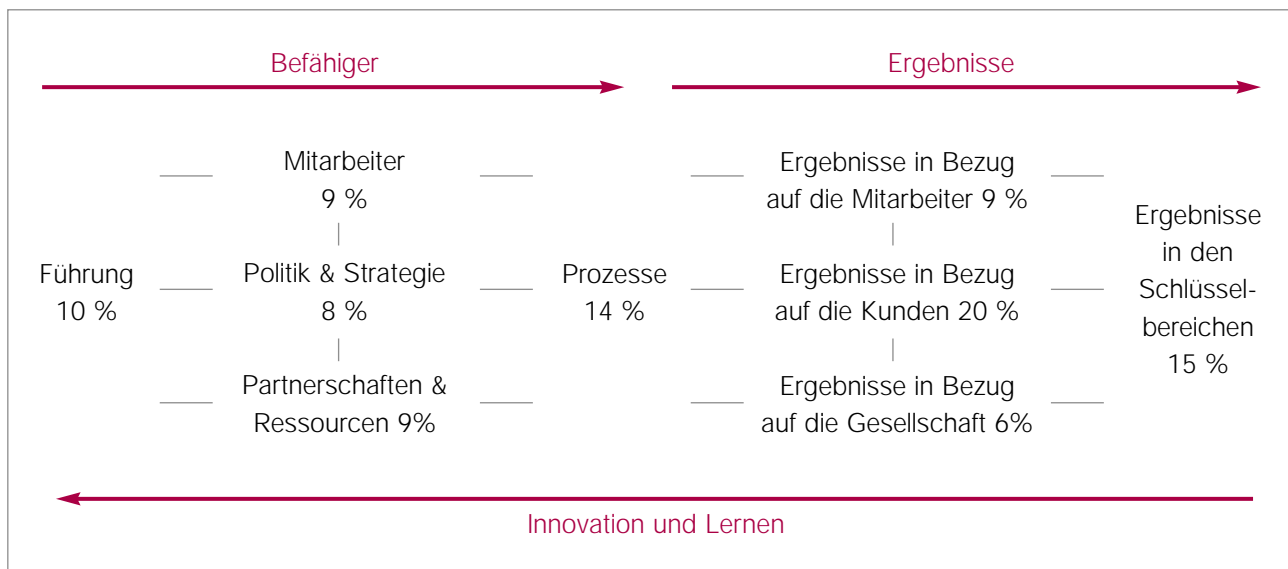 Befähiger
Ergebnisse
Mitarbeiter
9 %
Ergebnisse in Bezug
auf die Mitarbeiter 9 %
Führung
10 %
Politik & Strategie
8 %
Prozesse
14 %
Ergebnisse in Bezug
auf die Kunden 20 %
Ergebnisse
in den
Schlüssel-
bereichen
15 %
Partnerschaften &
Ressourcen 9%
Ergebnisse in Bezug
auf die Gesellschaft 6%
Innovation und Lernen